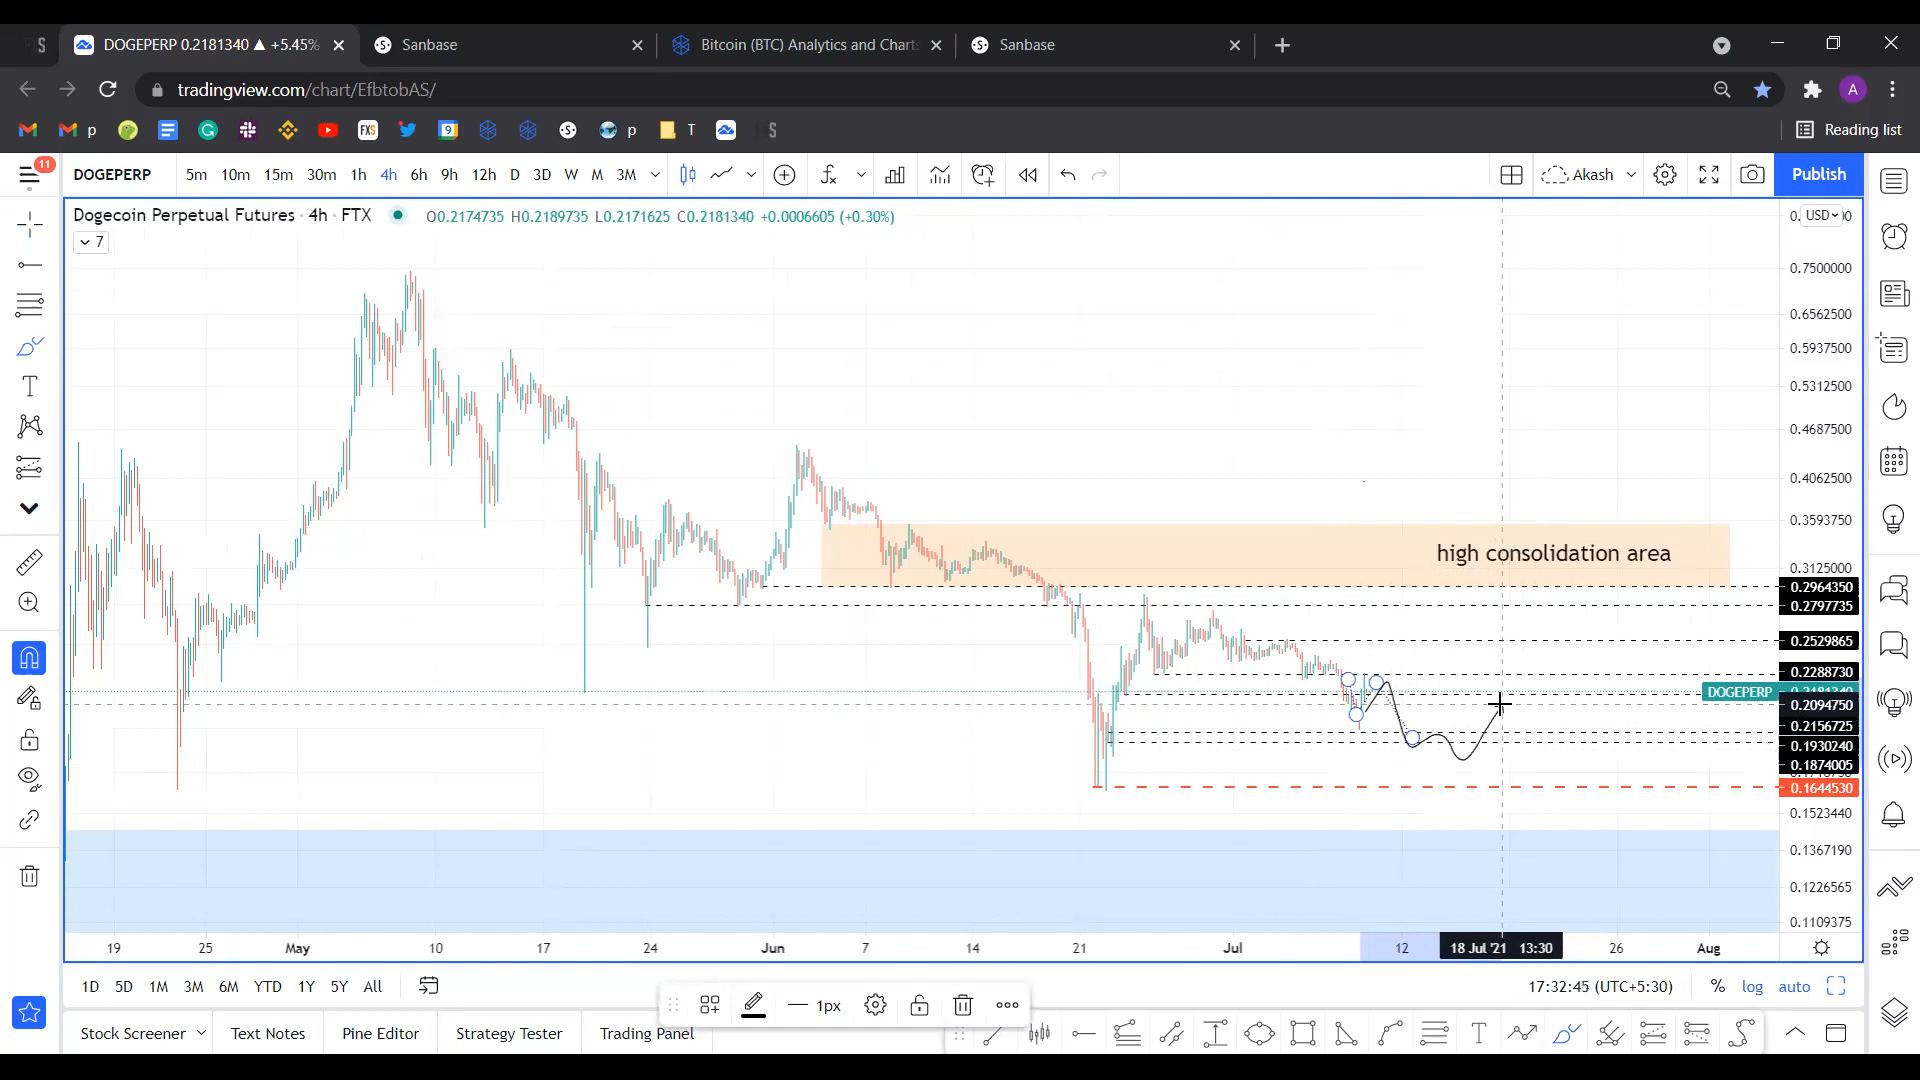 DOGEPERP 0.2181340 ▲ +5.45%
Sanbase
Bitcoin (BTC) Analytics and Chart
Sanbase
tradingview.com/chart/EfbtobAS/
A
p
FXS
9
p
T
Reading list
11
DOGEPERP
5m 10m 15m 30m 1h 4h 6h 9h 12h D 3D W M 3M
Akash
Publish
Dogecoin Perpetual Futures · 4h · FTX
O0.2174735 H0.2189735 L0.2171625 C0.2181340 +0.0006605 (+0.30%)
USD
7
0.7500000
0.6562500
0.5937500
0.5312500
0.4687500
0.4062500
0.3593750
high consolidation area
0.3125000
0.2964350
0.2797735
0.2529865
0.2288730
DOGEPERP
0.2094750
0.2156725
0.1930240
0.1874005
0.1644530
0.1523440
0.1367190
0.1226565
0.1109375
19 25 May 10 17 24 Jun 7 14 21 Jul 12 18 Jul '21 13:30 26 Aug
1D 5D 1M 3M 6M YTD 1Y 5Y All
17:32:45 (UTC+5:30) % log auto
1px
Stock Screener Text Notes Pine Editor Strategy Tester Trading Panel